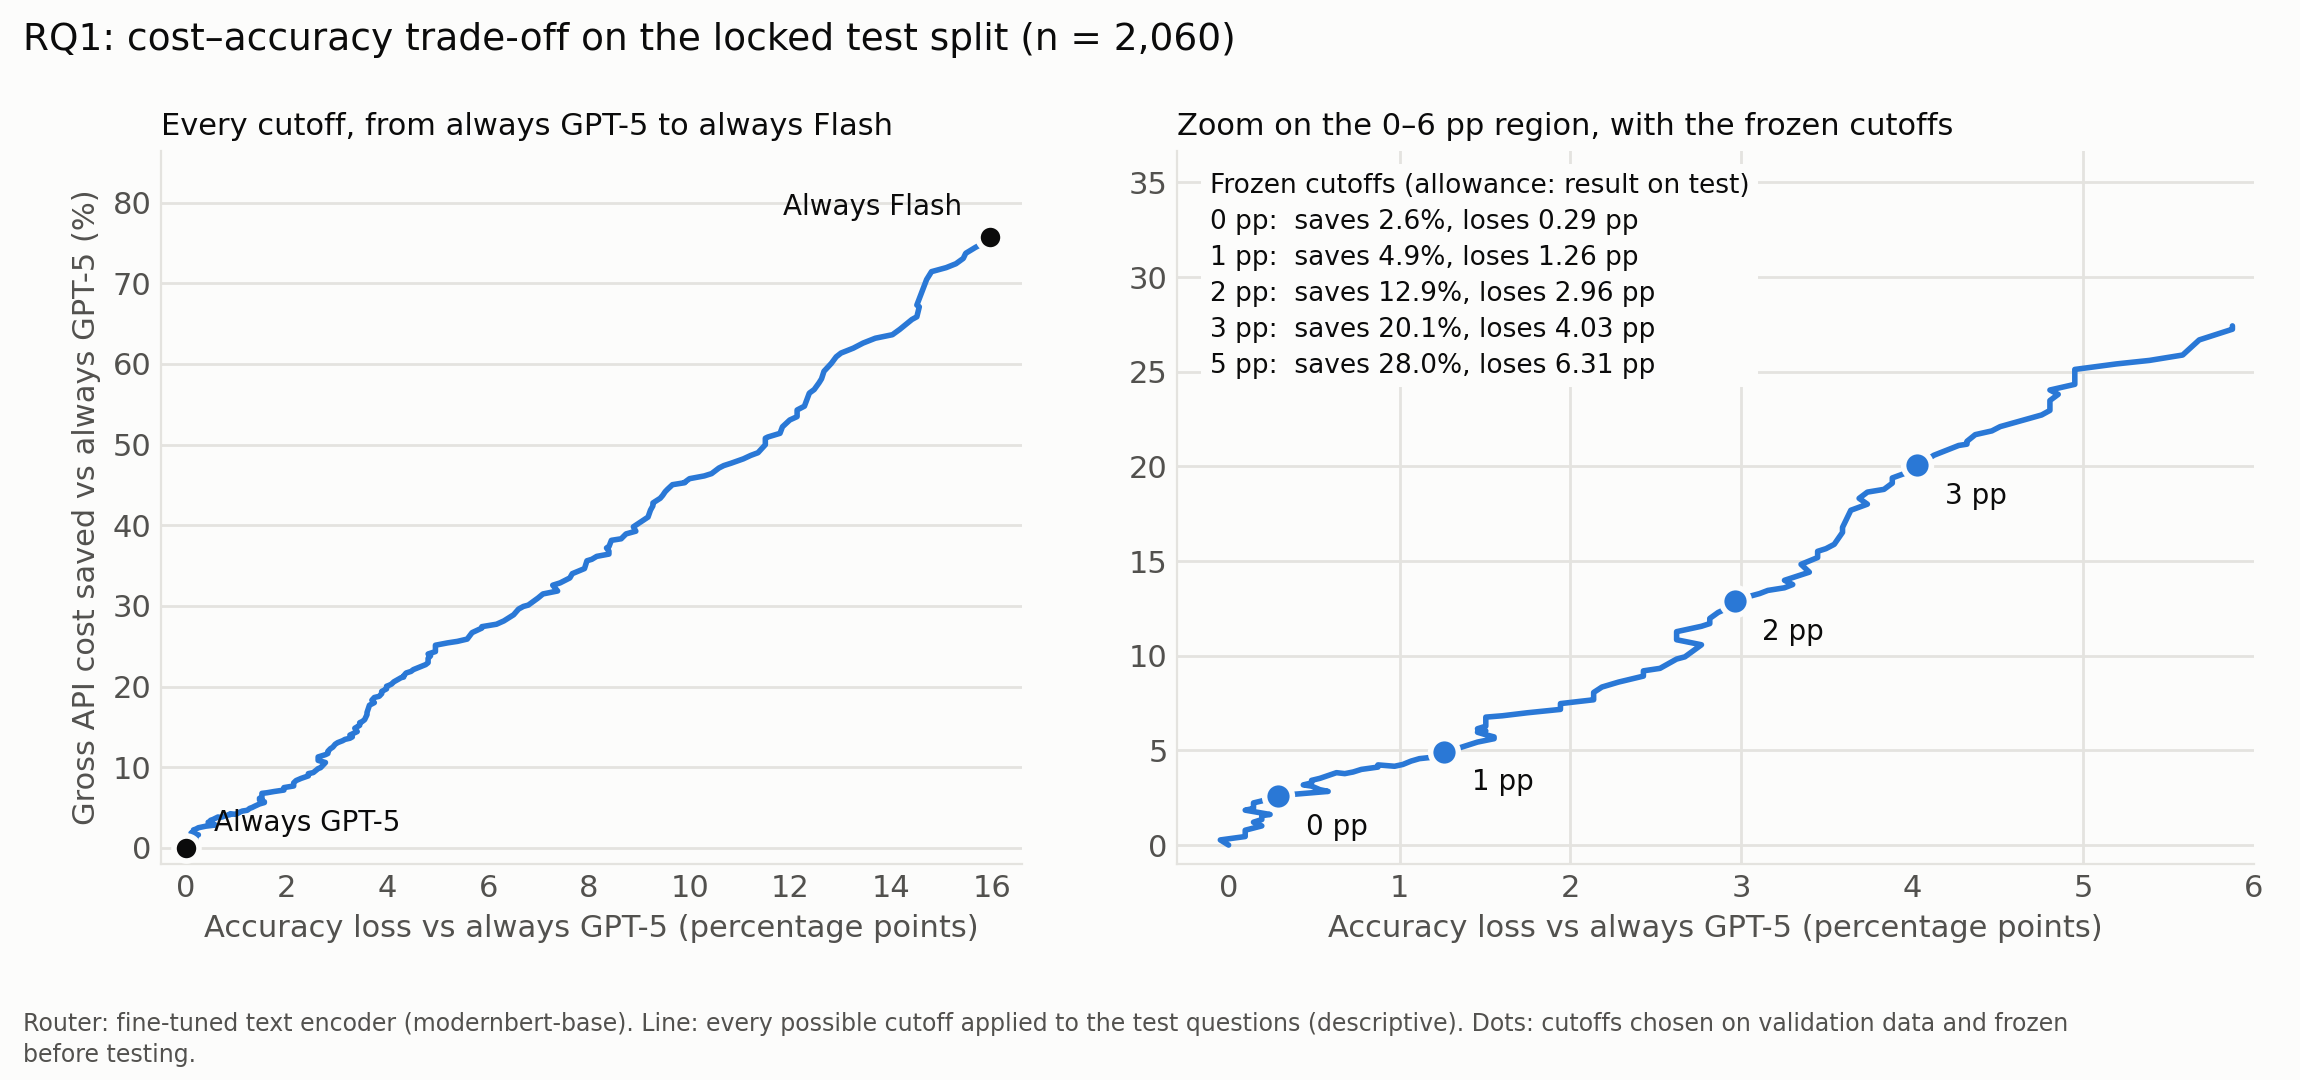 RQ1: cost–accuracy trade-off on the locked test split (n = 2,060)
Every cutoff, from always GPT-5 to always Flash
Gross API cost saved vs always GPT-5 (%)
80
70
60
50
40
30
20
10
0
Always Flash
Always GPT-5
0 2 4 6 8 10 12 14 16
Accuracy loss vs always GPT-5 (percentage points)
Zoom on the 0–6 pp region, with the frozen cutoffs
35
30
25
20
15
10
5
0
Frozen cutoffs (allowance: result on test)
0 pp: saves 2.6%, loses 0.29 pp
1 pp: saves 4.9%, loses 1.26 pp
2 pp: saves 12.9%, loses 2.96 pp
3 pp: saves 20.1%, loses 4.03 pp
5 pp: saves 28.0%, loses 6.31 pp
3 pp
2 pp
1 pp
0 pp
0 1 2 3 4 5 6
Accuracy loss vs always GPT-5 (percentage points)
Router: fine-tuned text encoder (modernbert-base). Line: every possible cutoff applied to the test questions (descriptive). Dots: cutoffs chosen on validation data and frozen
before testing.